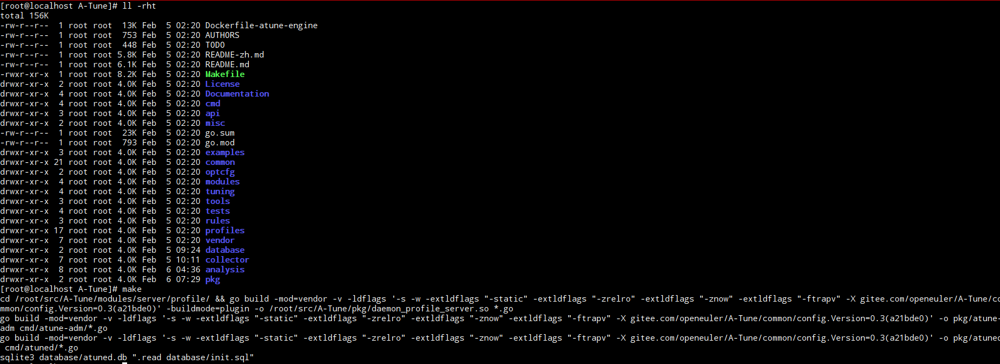 [root@localhost A-Tune]# ll -rht
total 156K
-rw-r--r--  1 root root  13K Feb  5 02:20 Dockerfile-atune-engine
-rw-r--r--  1 root root  753 Feb  5 02:20 AUTHORS
-rw-r--r--  1 root root  448 Feb  5 02:20 TODO
-rw-r--r--  1 root root 5.8K Feb  5 02:20 README-zh.md
-rw-r--r--  1 root root 6.1K Feb  5 02:20 README.md
-rwxr-xr-x  1 root root 8.2K Feb  5 02:20 Makefile
drwxr-xr-x  2 root root 4.0K Feb  5 02:20 License
drwxr-xr-x  4 root root 4.0K Feb  5 02:20 Documentation
drwxr-xr-x  4 root root 4.0K Feb  5 02:20 cmd
drwxr-xr-x  3 root root 4.0K Feb  5 02:20 api
drwxr-xr-x  2 root root 4.0K Feb  5 02:20 misc
-rw-r--r--  1 root root  23K Feb  5 02:20 go.sum
-rw-r--r--  1 root root  793 Feb  5 02:20 go.mod
drwxr-xr-x  3 root root 4.0K Feb  5 02:20 examples
drwxr-xr-x 21 root root 4.0K Feb  5 02:20 common
drwxr-xr-x  2 root root 4.0K Feb  5 02:20 optcfg
drwxr-xr-x  4 root root 4.0K Feb  5 02:20 modules
drwxr-xr-x  4 root root 4.0K Feb  5 02:20 tuning
drwxr-xr-x  3 root root 4.0K Feb  5 02:20 tools
drwxr-xr-x  4 root root 4.0K Feb  5 02:20 tests
drwxr-xr-x  3 root root 4.0K Feb  5 02:20 rules
drwxr-xr-x 17 root root 4.0K Feb  5 02:20 profiles
drwxr-xr-x  7 root root 4.0K Feb  5 02:20 vendor
drwxr-xr-x  2 root root 4.0K Feb  5 09:24 database
drwxr-xr-x  7 root root 4.0K Feb  5 10:11 collector
drwxr-xr-x  8 root root 4.0K Feb  6 04:36 analysis
drwxr-xr-x  2 root root 4.0K Feb  6 07:29 pkg
[root@localhost A-Tune]# make
cd /root/src/A-Tune/modules/server/profile/ && go build -mod=vendor -v -ldflags '-s -w -extldflags "-static" -extldflags "-zrelro" -extldflags "-znow" -extldflags "-ftrapv" -X gitee.com/openeuler/A-Tune/co
mmon/config.Version=0.3(a21bde0)' -buildmode=plugin -o /root/src/A-Tune/pkg/daemon_profile_server.so *.go
go build -mod=vendor -v -ldflags '-s -w -extldflags "-static" -extldflags "-zrelro" -extldflags "-znow" -extldflags "-ftrapv" -X gitee.com/openeuler/A-Tune/common/config.Version=0.3(a21bde0)' -o pkg/atune-
adm cmd/atune-adm/*.go
go build -mod=vendor -v -ldflags '-s -w -extldflags "-static" -extldflags "-zrelro" -extldflags "-znow" -extldflags "-ftrapv" -X gitee.com/openeuler/A-Tune/common/config.Version=0.3(a21bde0)' -o pkg/atuned
 cmd/atuned/*.go
sqlite3 database/atuned.db ".read database/init.sql"